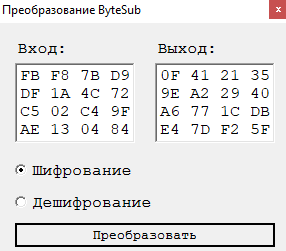 Преобразование ByteSub
x
Вход: Выход:
FB F8 7B D9 0F 41 21 35
DF 1A 4C 72 9E A2 29 40
C5 02 C4 9F A6 77 1C DB
AE 13 04 84 E4 7D F2 5F
Шифрование
Дешифрование
Преобразовать